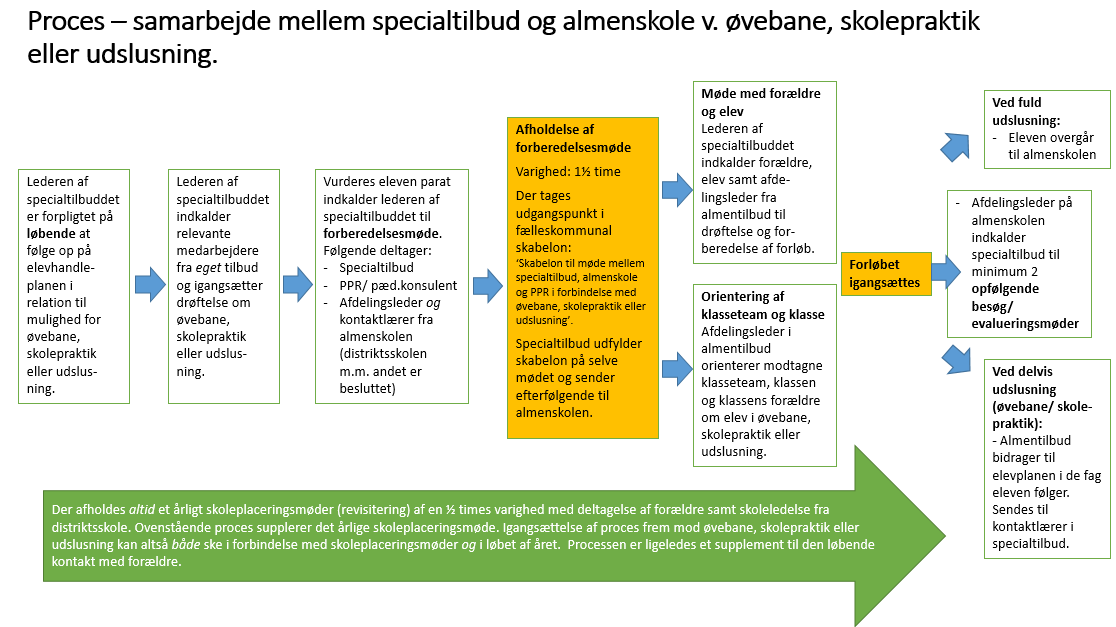 Proces – samarbejde mellem specialtilbud og almenskole v. øvebane, skolepraktik
eller udslusning.
Lederen af
specialtilbuddet
er forpligtet på
løbende at
følge op på
elevhandle-
planen i
relation til
mulighed for
øvebane,
skolepraktik
eller udslus-
ning.
Lederen af
specialtilbuddet
indkalder
relevante
medarbejdere
fra eget tilbud
og igangsætter
drøftelse om
øvebane,
skolepraktik
eller udslus-
ning.
Vurderes eleven parat
indkalder lederen af
specialtilbuddet til
forberedelsesmøde.
Følgende deltager:
- Specialtilbud
- PPR/ pæd.konsulent
- Afdelingsleder og
kontaktlærer fra
almenskolen
(distriktsskolen
m.m. andet er
besluttet)
Afholdelse af
forberedelsesmøde
Varighed: 1½ time
Der tages
udgangspunkt i
fælleskommunal
skabelon:
'Skabelon til møde mellem
specialtilbud, almenskole
og PPR i forbindelse med
øvebane, skolepraktik eller
udslusning'.
Specialtilbud udfylder
skabelon på selve
mødet og sender
efterfølgende til
almenskolen.
Møde med forældre
og elev
Lederen af
specialtilbuddet
indkalder forældre,
elev samt afde-
lingsleder fra
almentilbud til
drøftelse og for-
beredelse af forløb.
Orientering af
klasseteam og klasse
Afdelingsleder i
almentilbud
orienterer modtagne
klasseteam, klassen
og klassens forældre
om elev i øvebane,
skolepraktik eller
udslusning.
Forløbet
igangsættes
Ved fuld
udslusning:
- Eleven overgår
til almenskolen
- Afdelingsleder på
almenskolen
indkalder
specialtilbud til
minimum 2
opfølgende
besøg/
evalueringsmøder
Ved delvis
udslusning
(øvebane/ skole-
praktik):
- Almentilbud
bidrager til
elevplanen i de fag
eleven følger.
Sendes til
kontaktlærer i
specialtilbud.
Der afholdes altid et årligt skoleplaceringsmøder (revisitering) af en ½ times varighed med deltagelse af forældre samt skoleledelse fra
distriktsskole. Ovenstående proces supplerer det årlige skoleplaceringsmøde. Igangsættelse af proces frem mod øvebane, skolepraktik eller
udslusning kan altså både ske i forbindelse med skoleplaceringsmøder og i løbet af året.  Processen er ligeledes et supplement til den løbende
kontakt med forældre.